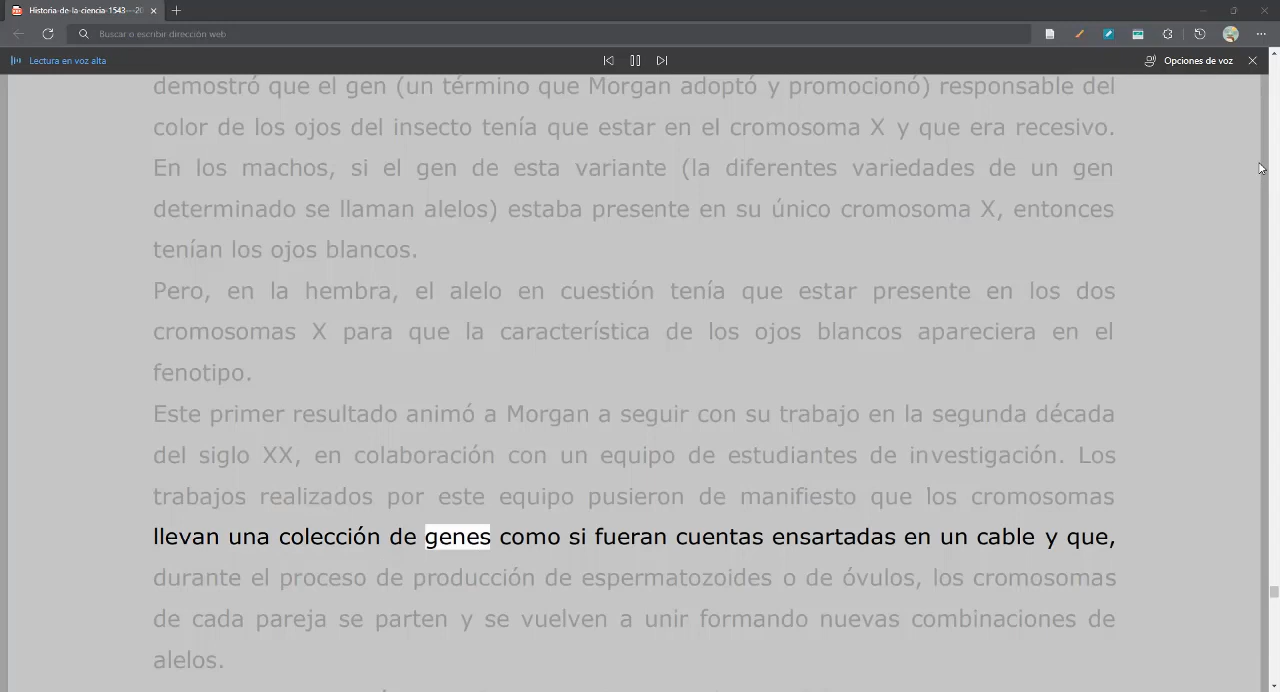 Historia-de-la-ciencia-1543---20
Buscar o escribir dirección web
Lectura en voz alta
Opciones de voz
demostró que el gen (un término que Morgan adoptó y promocionó) responsable del
color de los ojos del insecto tenía que estar en el cromosoma X y que era recesivo.
En los machos, si el gen de esta variante (la diferentes variedades de un gen
determinado se llaman alelos) estaba presente en su único cromosoma X, entonces
tenían los ojos blancos.
Pero, en la hembra, el alelo en cuestión tenía que estar presente en los dos
cromosomas X para que la característica de los ojos blancos apareciera en el
fenotipo.
Este primer resultado animó a Morgan a seguir con su trabajo en la segunda década
del siglo XX, en colaboración con un equipo de estudiantes de investigación. Los
trabajos realizados por este equipo pusieron de manifiesto que los cromosomas
llevan una colección de genes como si fueran cuentas ensartadas en un cable y que,
durante el proceso de producción de espermatozoides o de óvulos, los cromosomas
de cada pareja se parten y se vuelven a unir formando nuevas combinaciones de
alelos.